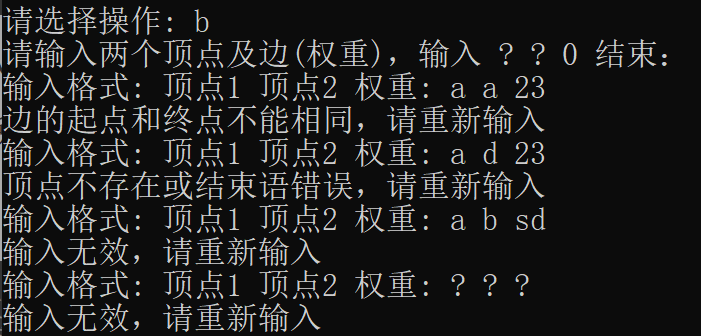 请选择操作: b
请输入两个顶点及边(权重), 输入 ? ? 0 结束:
输入格式: 顶点1 顶点2 权重: a a 23
边的起点和终点不能相同, 请重新输入
输入格式: 顶点1 顶点2 权重: a d 23
顶点不存在或结束语错误, 请重新输入
输入格式: 顶点1 顶点2 权重: a b sd
输入无效, 请重新输入
输入格式: 顶点1 顶点2 权重: ? ? ?
输入无效, 请重新输入